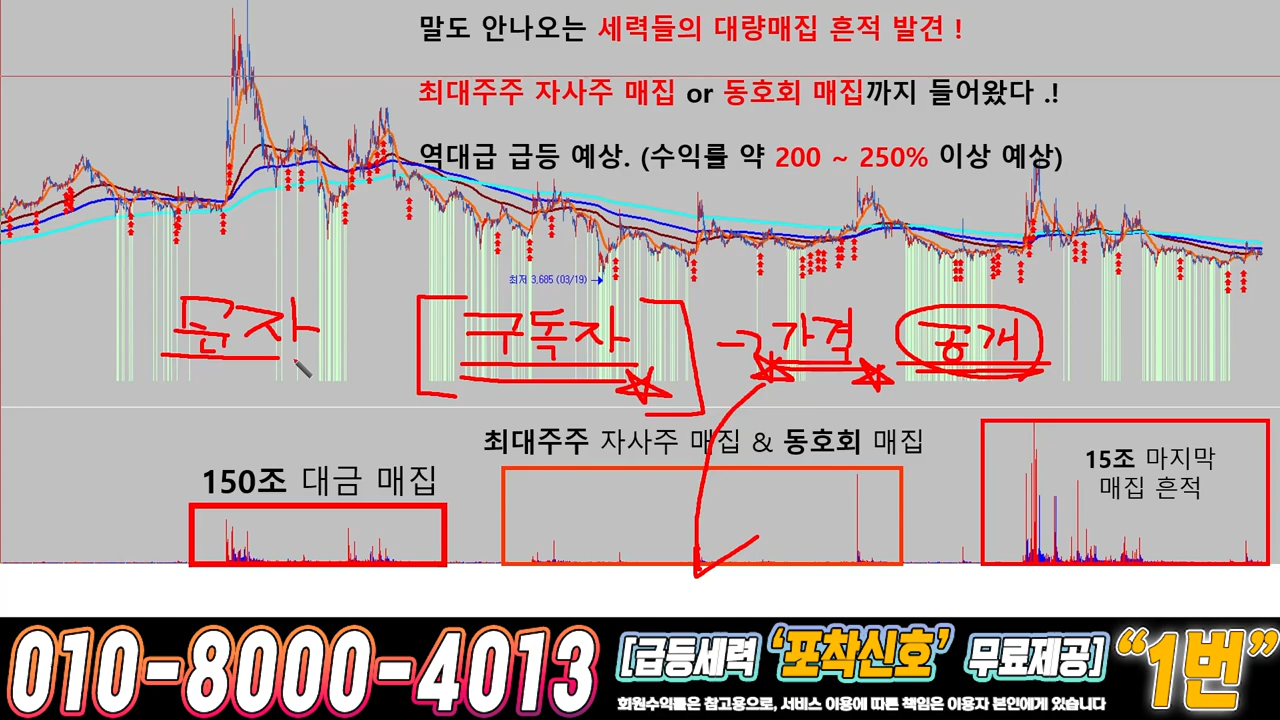 말도 안나오는 세력들의 대량매집 흔적 발견 !
최대주주 자사주 매집 or 동호회 매집까지 들어왔다 .!
역대급 급등 예상. (수익률 약 200 ~ 250% 이상 예상)
최저 3,685 (03/19)
문자 구독자 가격 공개
최대주주 자사주 매집 & 동호회 매집
150조 대금 매집
15조 마지막
매집 흔적
010-8000-4013
[급등세력 ‘포착신호’ 무료제공] “1번”
회원수익률은 참고용으로, 서비스 이용에 따른 책임은 이용자 본인에게 있습니다